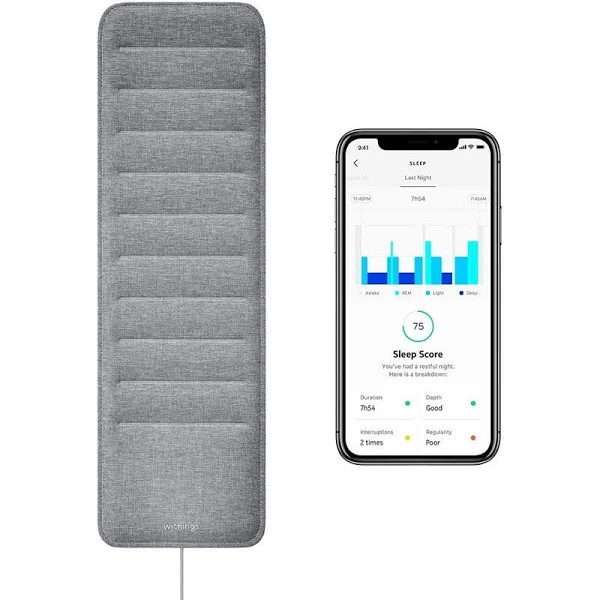 withings
9:41
SLEEP
Last Night
11:40PM
7h54
7:40AM
Awake
REM
Light
Deep
75
Sleep Score
You've had a restful night.
Here is a breakdown:
Duration
7h54
Depth
Good
Interruptions
2 times
Regularity
Poor